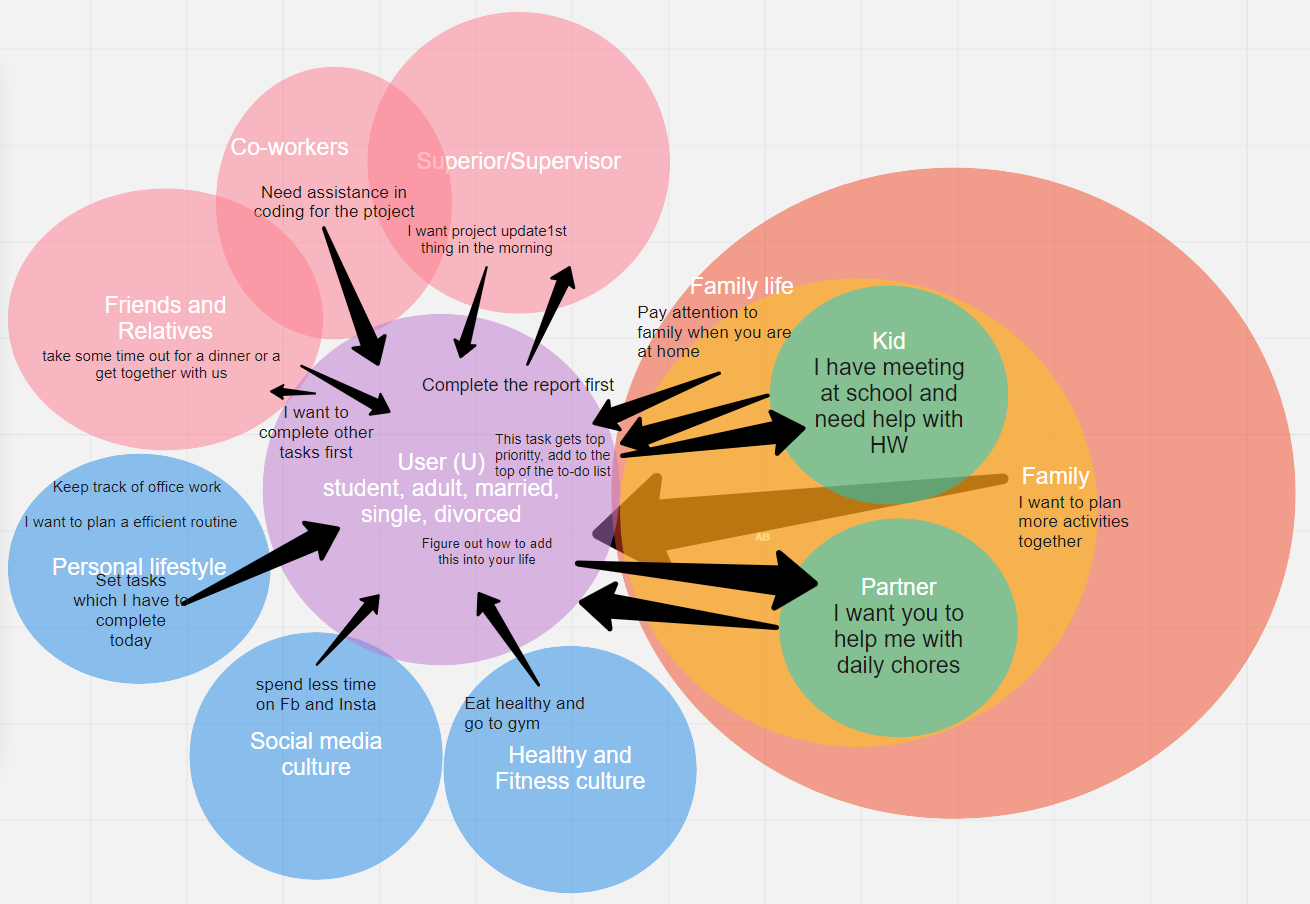 Co-workers
Need assistance in
coding for the ptoject
Superior/Supervisor
I want project update1st
thing in the morning
Friends and
Relatives
take some time out for a dinner or a
get together with us
I want to
complete other
tasks first
Complete the report first
This task gets top
prioritty, add to the
top of the to-do list
User (U)
student, adult, married,
single, divorced
Figure out how to add
this into your life
Family life
Pay attention to
family when you are
at home
Kid
I have meeting
at school and
need help with
HW
Family
I want to plan
more activities
together
AB
Partner
I want you to
help me with
daily chores
Keep track of office work
I want to plan a efficient routine
Personal lifestyle
Set tasks
which I have to
complete
today
spend less time
on Fb and Insta
Social media
culture
Eat healthy and
go to gym
Healthy and
Fitness culture